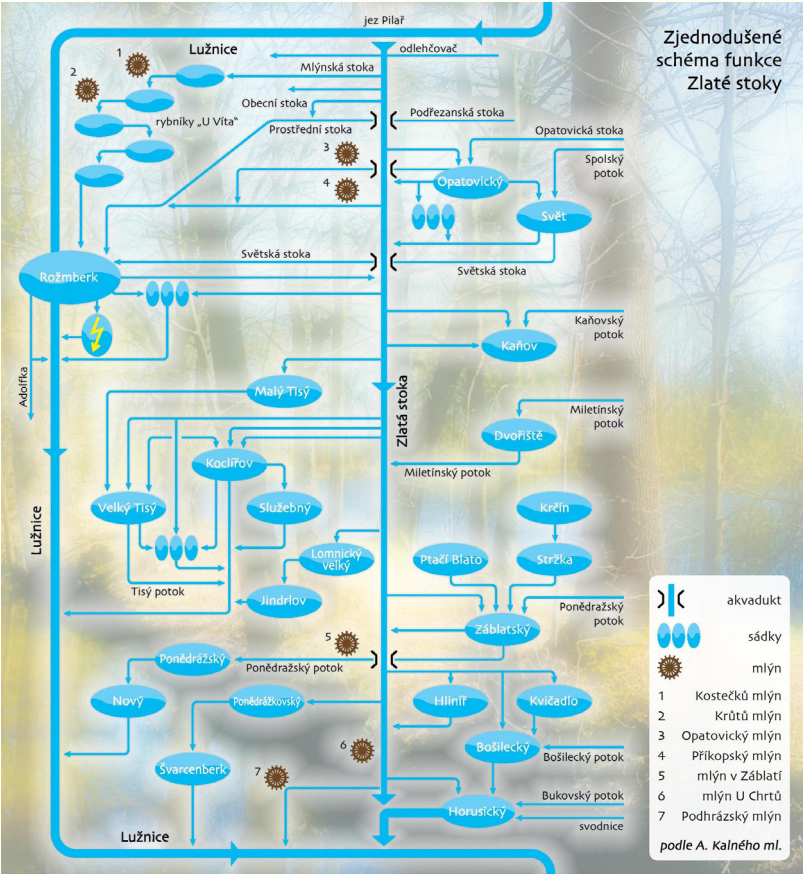 jez Pilař
Zjednodušené
schéma funkce
Zlaté stoky
Lužnice
odlehčovač
1
Mlýnská stoka
2
Obecní stoka
Podřezanská stoka
rybníky „U Víta“
Prostřední stoka
Opatovická stoka
3
Spolský
potok
4
Opatovický
Svět
Světská stoka
Světská stoka
Rožmberk
Kaňovský
potok
Kaňov
Adolfka
Malý Tisý
Zlatá stoka
Miletínský
potok
Dvořiště
Miletínský potok
Koclířov
Velký Tisý
Služebný
Krčín
Lužnice
Lomnický
velký
Ptačí Blato
Stržka
Tisý potok
Jindrlov
Ponědražský
potok
Záblatský
5
Ponědrážský
Ponědražský potok
Nový
Ponědrážkovský
Hliníř
Kvíčadlo
6
Bošilecký
Bošilecký potok
Švarcenberk
7
Bukovský potok
Horusický
svodnice
Lužnice
akvadukt
sádky
mlýn
1 Kostečků mlýn
2 Krůtů mlýn
3 Opatovický mlýn
4 Příkopský mlýn
5 mlýn v Záblatí
6 mlýn U Chrtů
7 Podhrázský mlýn
podle A. Kalného ml.